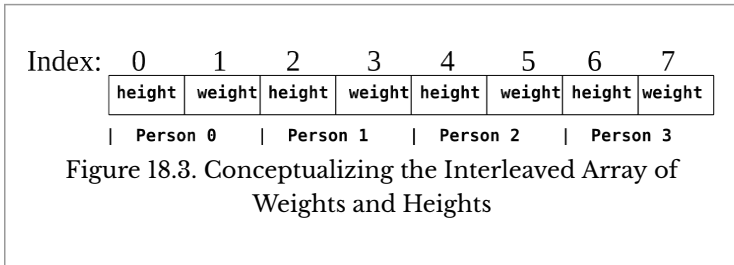 Index: 0 1 2 3 4 5 6 7
height weight height weight height weight height weight
| Person 0 | Person 1 | Person 2 | Person 3
Figure 18.3. Conceptualizing the Interleaved Array of
Weights and Heights